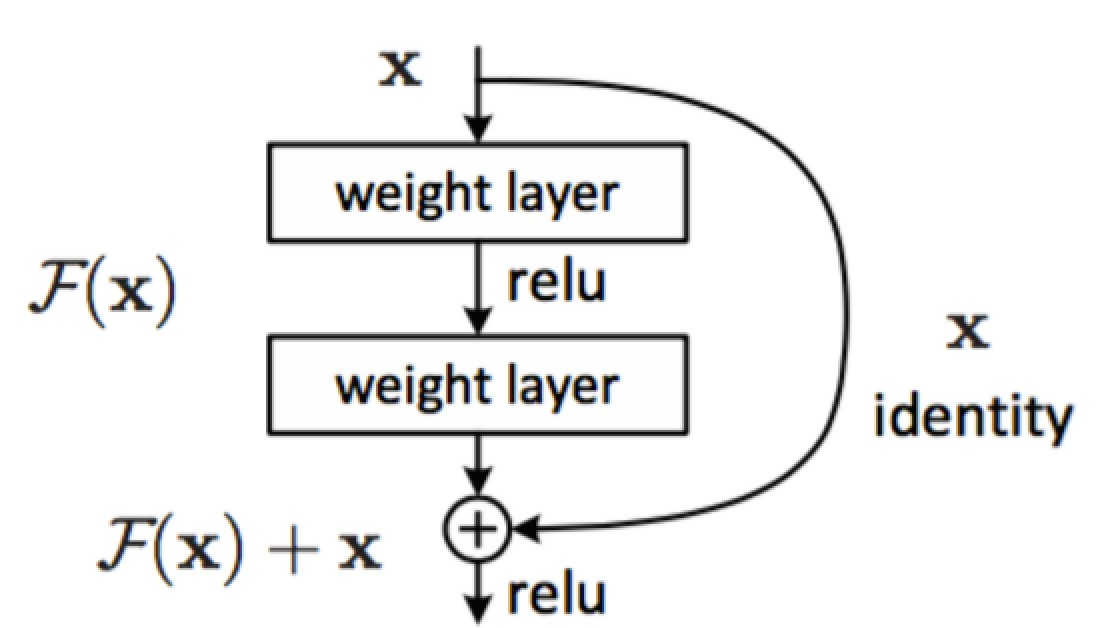 x
weight layer
relu
F(x)
weight layer
x
identity
F(x) + x
relu